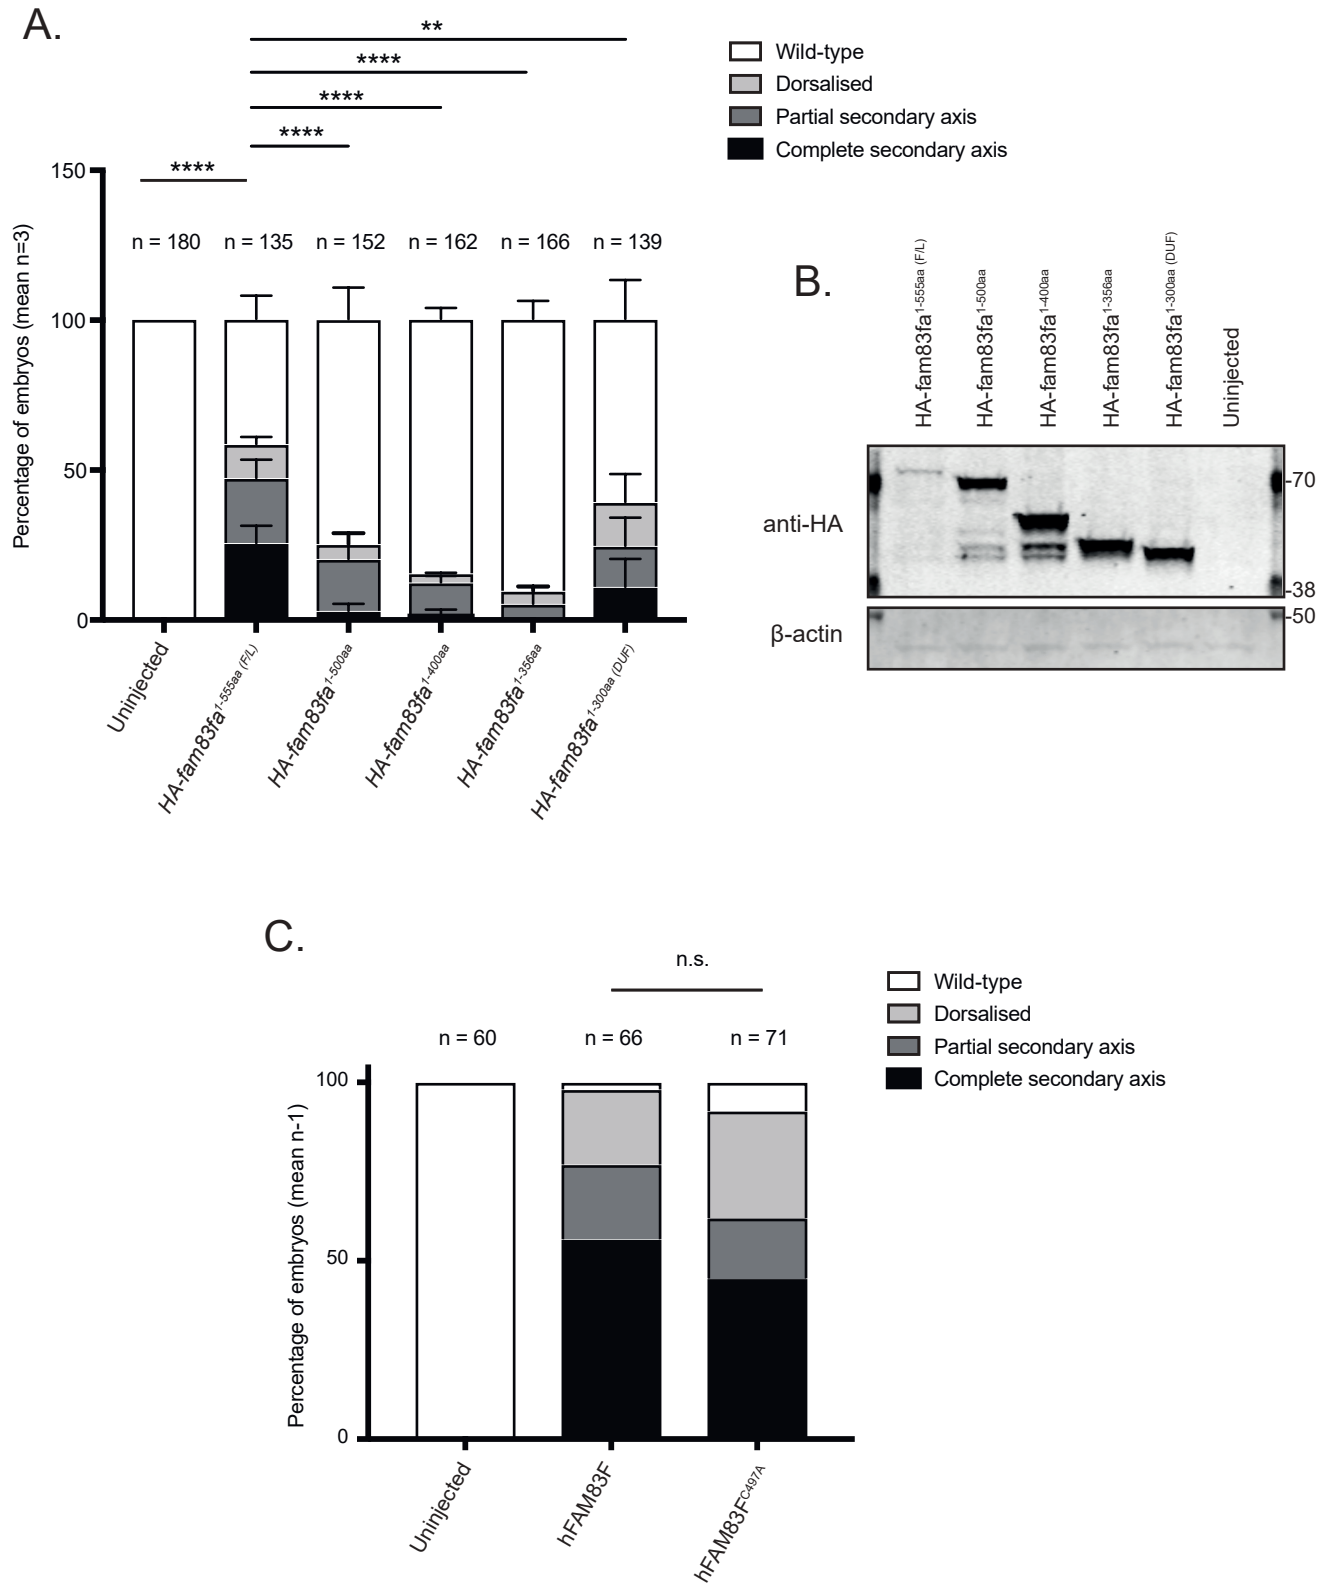 A.
**
****
****
****
****
Wild-type
Dorsalised
Partial secondary axis
Complete secondary axis
Percentage of embryos (mean n=3)
150
100
50
0
n = 180
n = 135
n = 152
n = 162
n = 166
n = 139
Uninjected
HA-fam83fa1-555aa (F/L)
HA-fam83fa1-500aa
HA-fam83fa1-400aa
HA-fam83fa1-356aa
HA-fam83fa1-300aa (DUF)
B.
HA-fam83fa1-555aa (F/L)
HA-fam83fa1-500aa
HA-fam83fa1-400aa
HA-fam83fa1-356aa
HA-fam83fa1-300aa (DUF)
Uninjected
anti-HA
-70
-38
β-actin
-50
C.
n.s.
n = 60
n = 66
n = 71
Wild-type
Dorsalised
Partial secondary axis
Complete secondary axis
Percentage of embryos (mean n-1)
100
50
0
Uninjected
hFAM83F
hFAM83FC497A